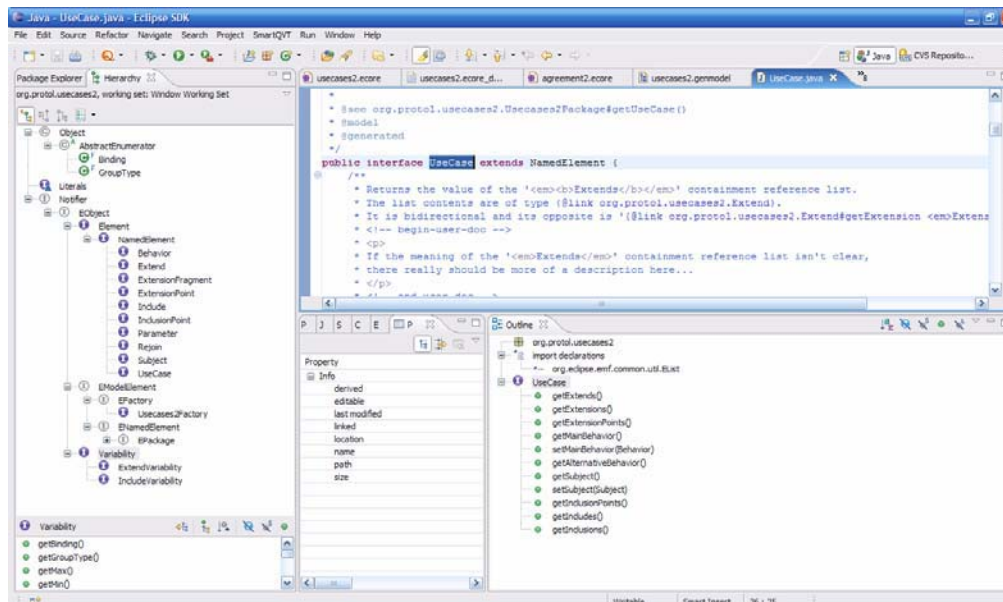 Java - UseCase.java - Eclipse SDK
File Edit Source Refactor Navigate Search Project SmartQVT Run Window Help
Java CVS Reposito...
Package Explorer Hierarchy
org.protol.usecases2, working set: Window Working Set
Object
AbstractEnumerator
Binding
GroupType
Literals
Notifier
EObject
Element
NamedElement
Behavior
Extend
ExtensionFragment
ExtensionPoint
Include
InclusionPoint
Parameter
Rejoin
Subject
UseCase
EModelElement
EFactory
Usecases2Factory
ENamedElement
EPackage
Variability
ExtendVariability
IncludeVariability
Variability
getBinding()
getGroupType()
getMax()
getMin()
usecases2.ecore usecases2.ecore_d... agreement2.ecore usecases2.genmodel UseCase.java
*
* @see org.protol.usecases2.Usecases2Package#getUseCase()
* @model
* @generated
*/
public interface UseCase extends NamedElement {
/**
* Returns the value of the '<em><b>Extends</b></em>' containment reference list.
* The list contents are of type {@link org.protol.usecases2.Extend}.
* It is bidirectional and its opposite is '{@link org.protol.usecases2.Extend#getExtension <em>Extens
* <!-- begin-user-doc -->
* <p>
* If the meaning of the '<em>Extends</em>' containment reference list isn't clear,
* there really should be more of a description here...
* </p>
* <!-- end-user-doc -->
P J S C E P
Property
Info
derived
editable
last modified
linked
location
name
path
size
Outline
org.protol.usecases2
import declarations
org.eclipse.emf.common.util.EList
UseCase
getExtends()
getExtensions()
getExtensionPoints()
getMainBehavior()
setMainBehavior(Behavior)
getAlternativeBehavior()
getSubject()
setSubject(Subject)
getInclusionPoints()
getIncludes()
getInclusions()
Writable Smart Insert 26 : 25